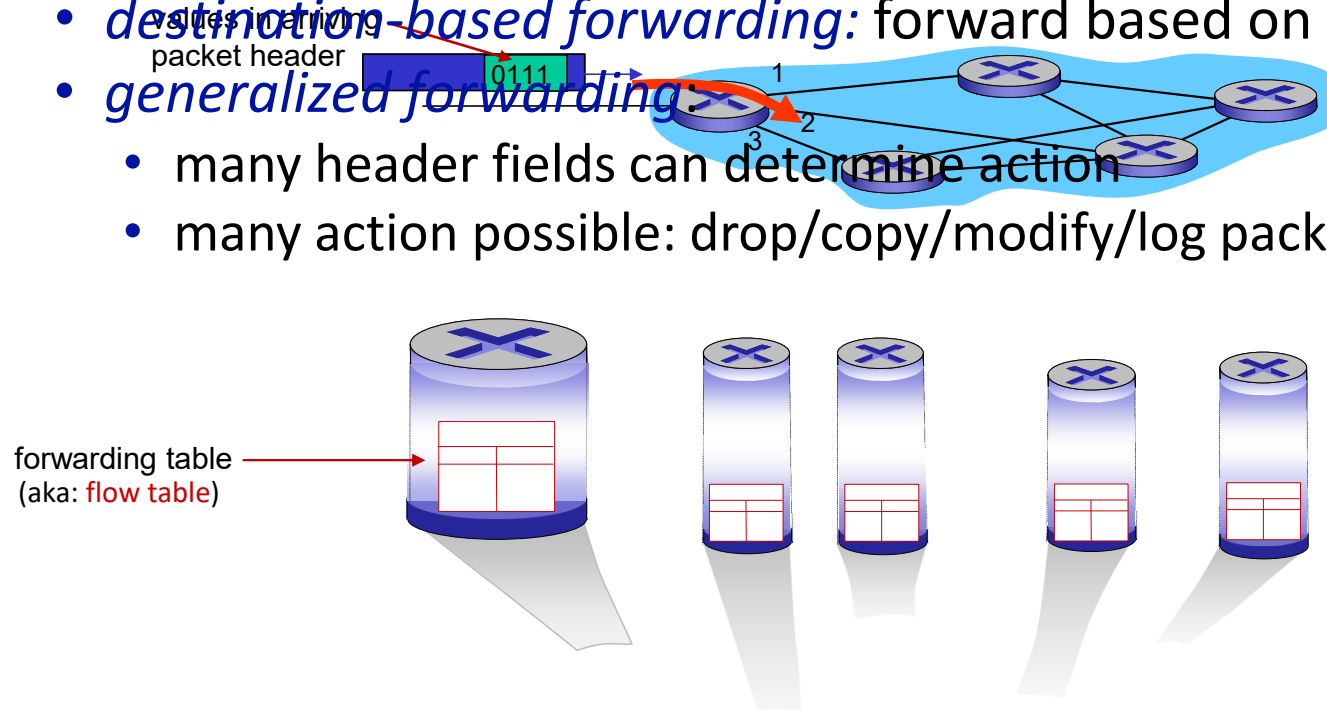 • destination-based forwarding: forward based on
values in arriving
packet header
0111
• generalized forwarding:
1
2
3
• many header fields can determine action
• many action possible: drop/copy/modify/log pack
forwarding table
(aka: flow table)